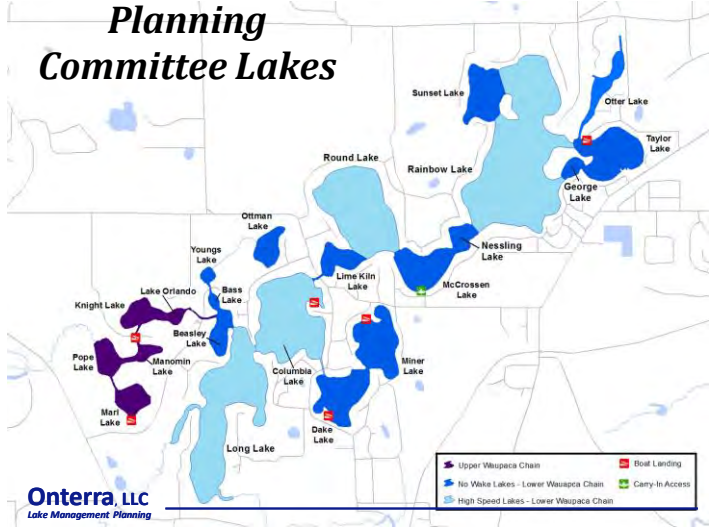 Planning
Committee Lakes
Sunset Lake
Otter Lake
Taylor
Lake
Round Lake
Rainbow Lake
George
Lake
Ottman
Lake
Youngs
Lake
Nessling
Lake
Lime Kiln
Lake
McCrossen
Lake
Bass
Lake
Lake Orlando
Knight Lake
Beasley
Lake
Manomin
Lake
Pope
Lake
Columbia
Lake
Miner
Lake
Marl
Lake
Dake
Lake
Long Lake
Upper Waupaca Chain
No Wake Lakes - Lower Wauapca Chain
High Speed Lakes - Lower Waupaca Chain
Boat Landing
Carry-In Access
Onterra, LLC
Lake Management Planning